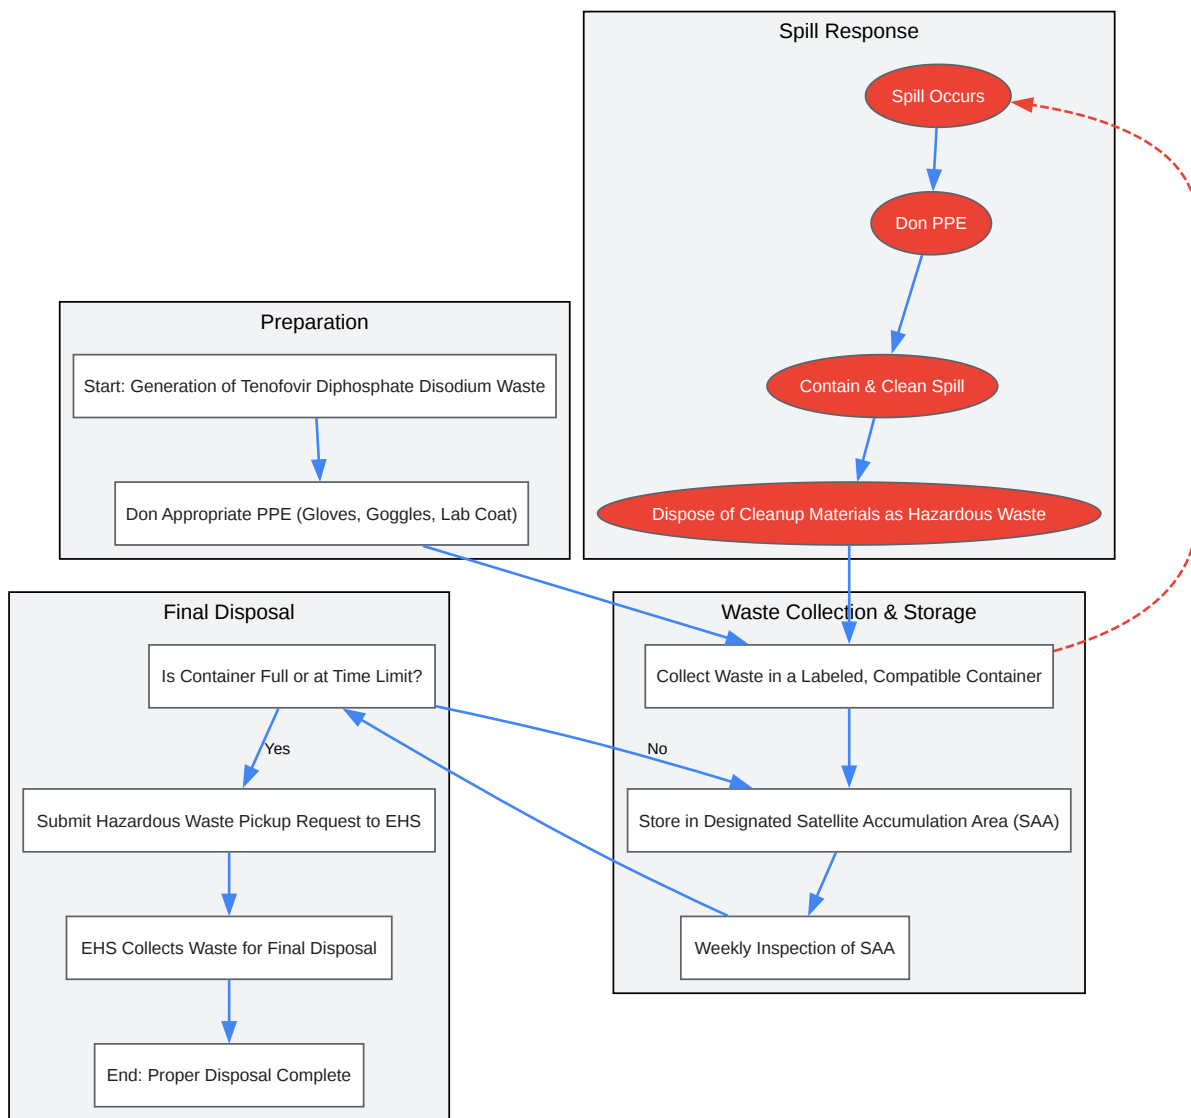 Spill Response
Spill Occurs
Don PPE
Contain & Clean Spill
Dispose of Cleanup Materials as Hazardous Waste
Preparation
Start: Generation of Tenofovir Diphosphate Disodium Waste
Don Appropriate PPE (Gloves, Goggles, Lab Coat)
Waste Collection & Storage
Collect Waste in a Labeled, Compatible Container
Store in Designated Satellite Accumulation Area (SAA)
Weekly Inspection of SAA
Final Disposal
Is Container Full or at Time Limit?
Yes
No
Submit Hazardous Waste Pickup Request to EHS
EHS Collects Waste for Final Disposal
End: Proper Disposal Complete